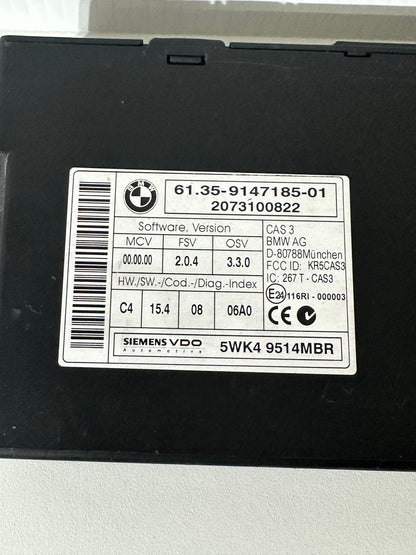 BMW
61.35-9147185-01
2073100822
Software, Version
MCV FSV OSV
00.00.00 2.0.4 3.3.0
HW./SW.-/Cod.-/Diag.-Index
C4 15.4 08 06A0
CAS 3
BMW AG
D-80788München
FCC ID: KR5CAS3
IC: 267 T - CAS3
E24 116RI - 000003
CE
SIEMENS VDO
Automotive
5WK4 9514MBR